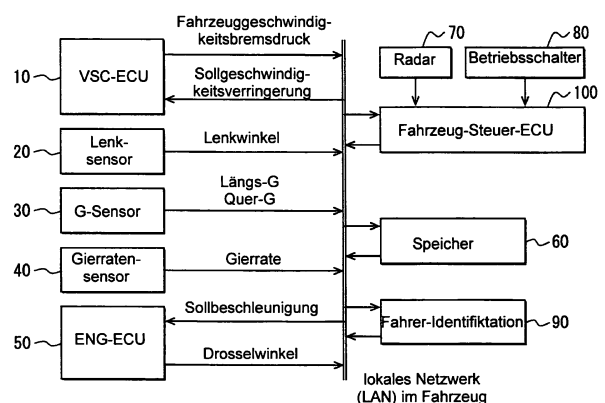 Fahrzeuggeschwindig-
keitsbremsdruck
10
VSC-ECU
Sollgeschwindig-
keitsverringerung
70
Radar
80
Betriebsschalter
100
Fahrzeug-Steuer-ECU
20
Lenk-
sensor
Lenkwinkel
30
G-Sensor
Längs-G
Quer-G
Speicher
60
40
Gierraten-
sensor
Gierrate
50
ENG-ECU
Sollbeschleunigung
Drosselwinkel
Fahrer-Identifiktation
90
lokales Netzwerk
(LAN) im Fahrzeug